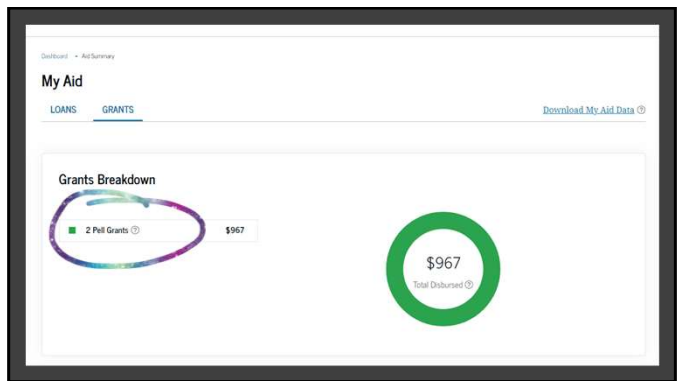 Dashboard Aid Summary
My Aid
LOANS GRANTS Download My Aid Data
Grants Breakdown
2 Pell Grants $967
$967
Total Disbursed